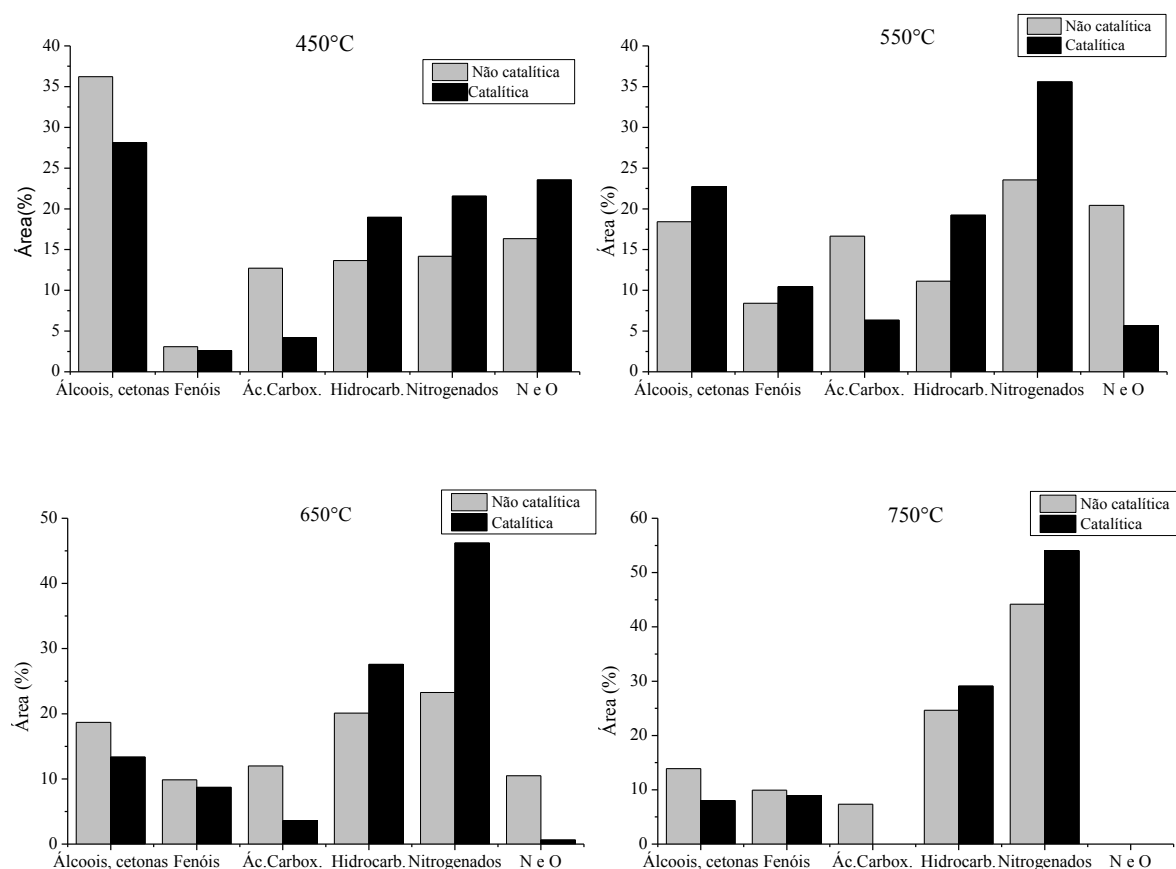 450°C
Não catalítica
Catalítica
Área(%)
40
35
30
25
20
15
10
5
0
Álcoois, cetonas Fenóis Ác.Carbox. Hidrocarb. Nitrogenados N e O
550°C
Não catalítica
Catalítica
Área (%)
40
35
30
25
20
15
10
5
0
Álcoois, cetonas Fenóis Ác.Carbox. Hidrocarb. Nitrogenados N e O
650°C
Não catalítica
Catalítica
Área (%)
50
40
30
20
10
0
Álcoois, cetonas Fenóis Ác.Carbox. Hidrocarb. Nitrogenados N e O
750°C
Não catalítica
Catalítica
Área (%)
60
50
40
30
20
10
0
Álcoois, cetonas Fenóis Ác.Carbox. Hidrocarb. Nitrogenados N e O